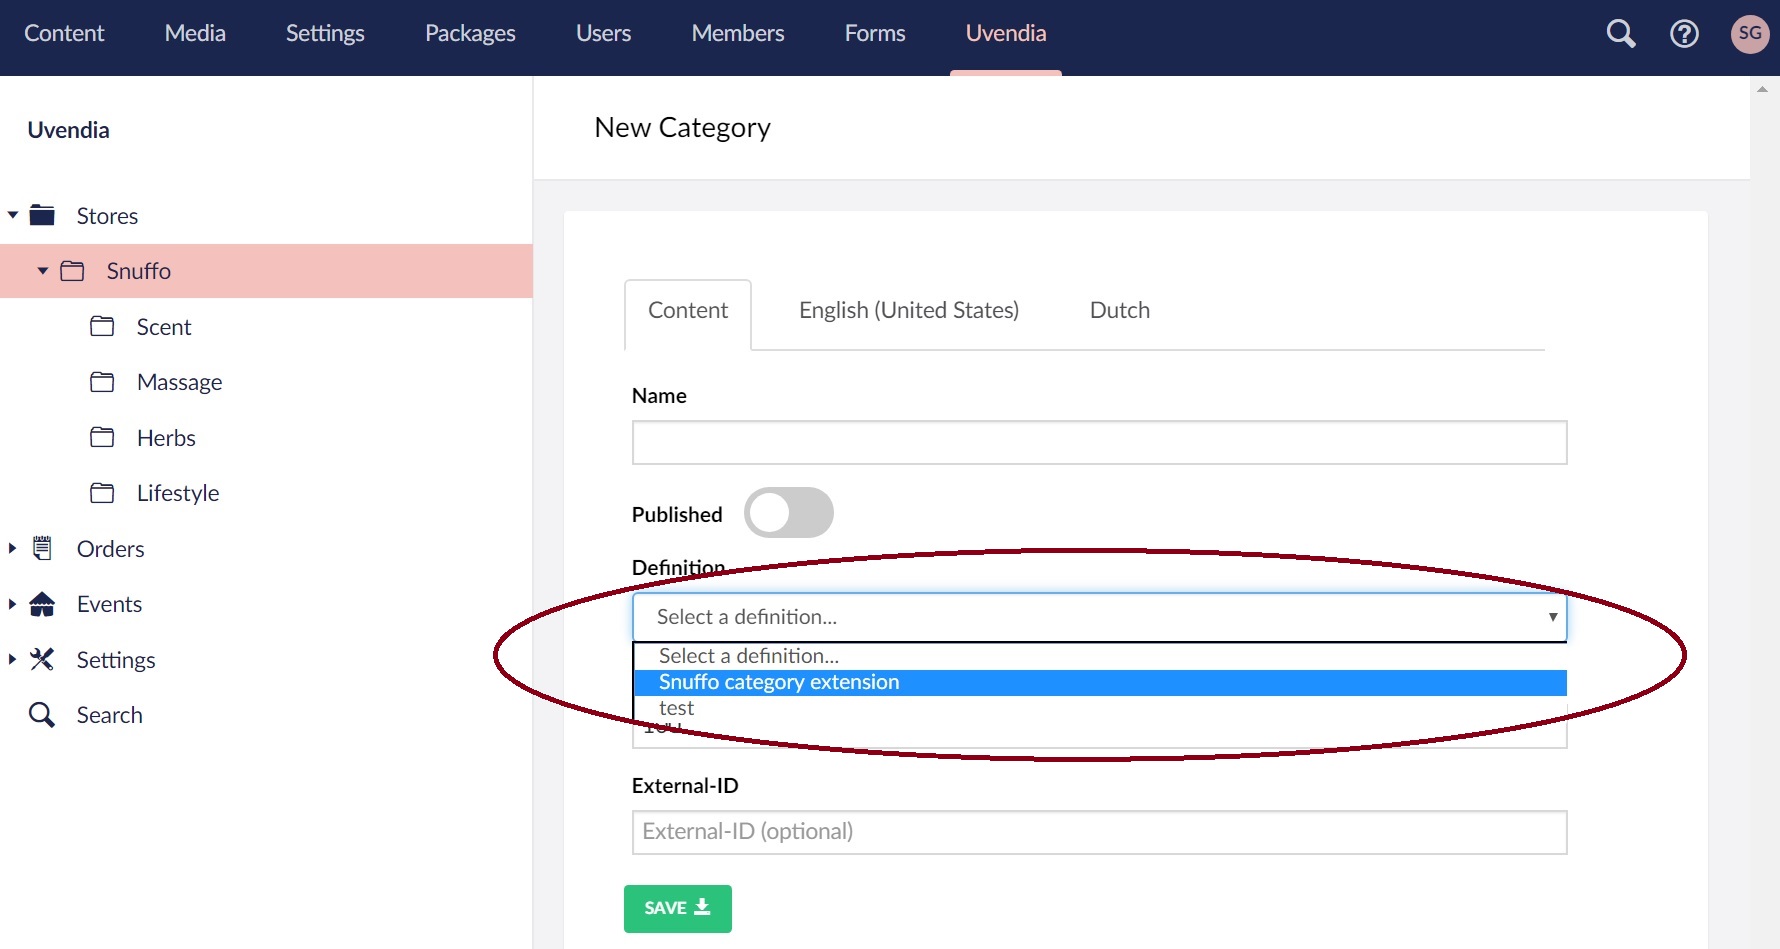 Content Media Settings Packages Users Members Forms Uvendia SG
Uvendia
Stores
Snuffo
Scent
Massage
Herbs
Lifestyle
Orders
Events
Settings
Search
New Category
Content English (United States) Dutch
Name
Published
Definition
Select a definition...
Select a definition...
Snuffo category extension
test
External-ID
External-ID (optional)
SAVE